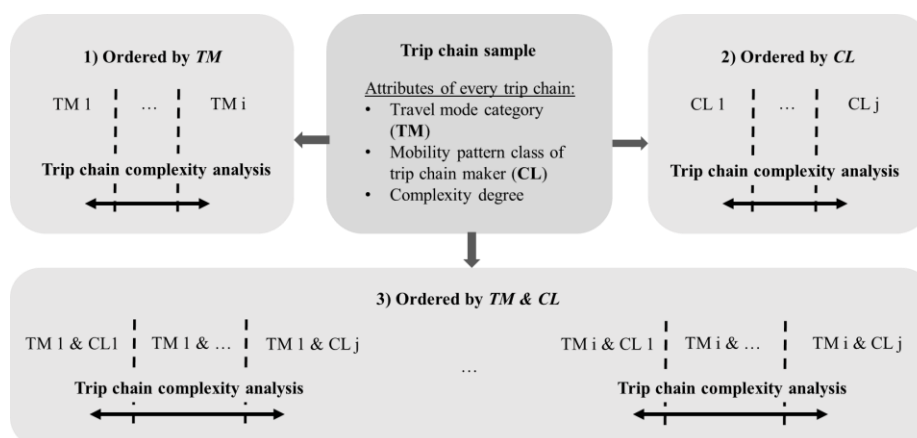 1) Ordered by TM
TM 1 … TM i
Trip chain complexity analysis
Trip chain sample
Attributes of every trip chain:
• Travel mode category
(TM)
• Mobility pattern class of
trip chain maker (CL)
• Complexity degree
2) Ordered by CL
CL 1 … CL j
Trip chain complexity analysis
3) Ordered by TM & CL
TM 1 & CL1 TM 1 & … TM 1 & CL j
Trip chain complexity analysis
…
TM i & CL 1 TM i & … TM i & CL j
Trip chain complexity analysis